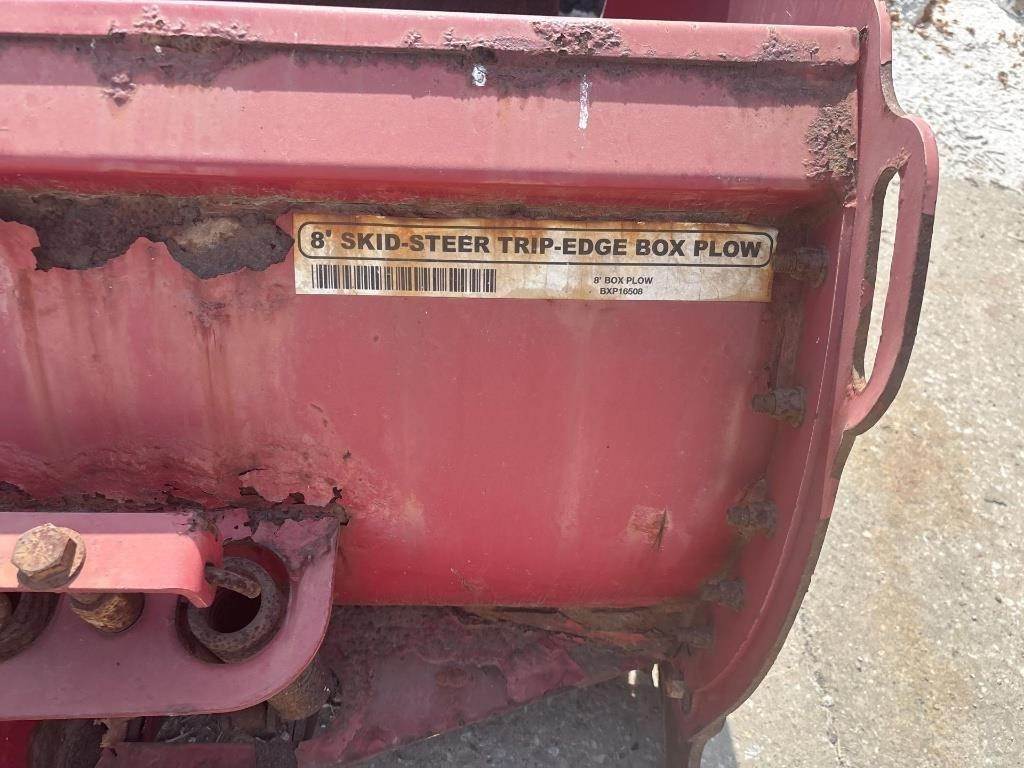 8' SKID-STEER TRIP-EDGE BOX PLOW
8' BOX PLOW
BXP16508